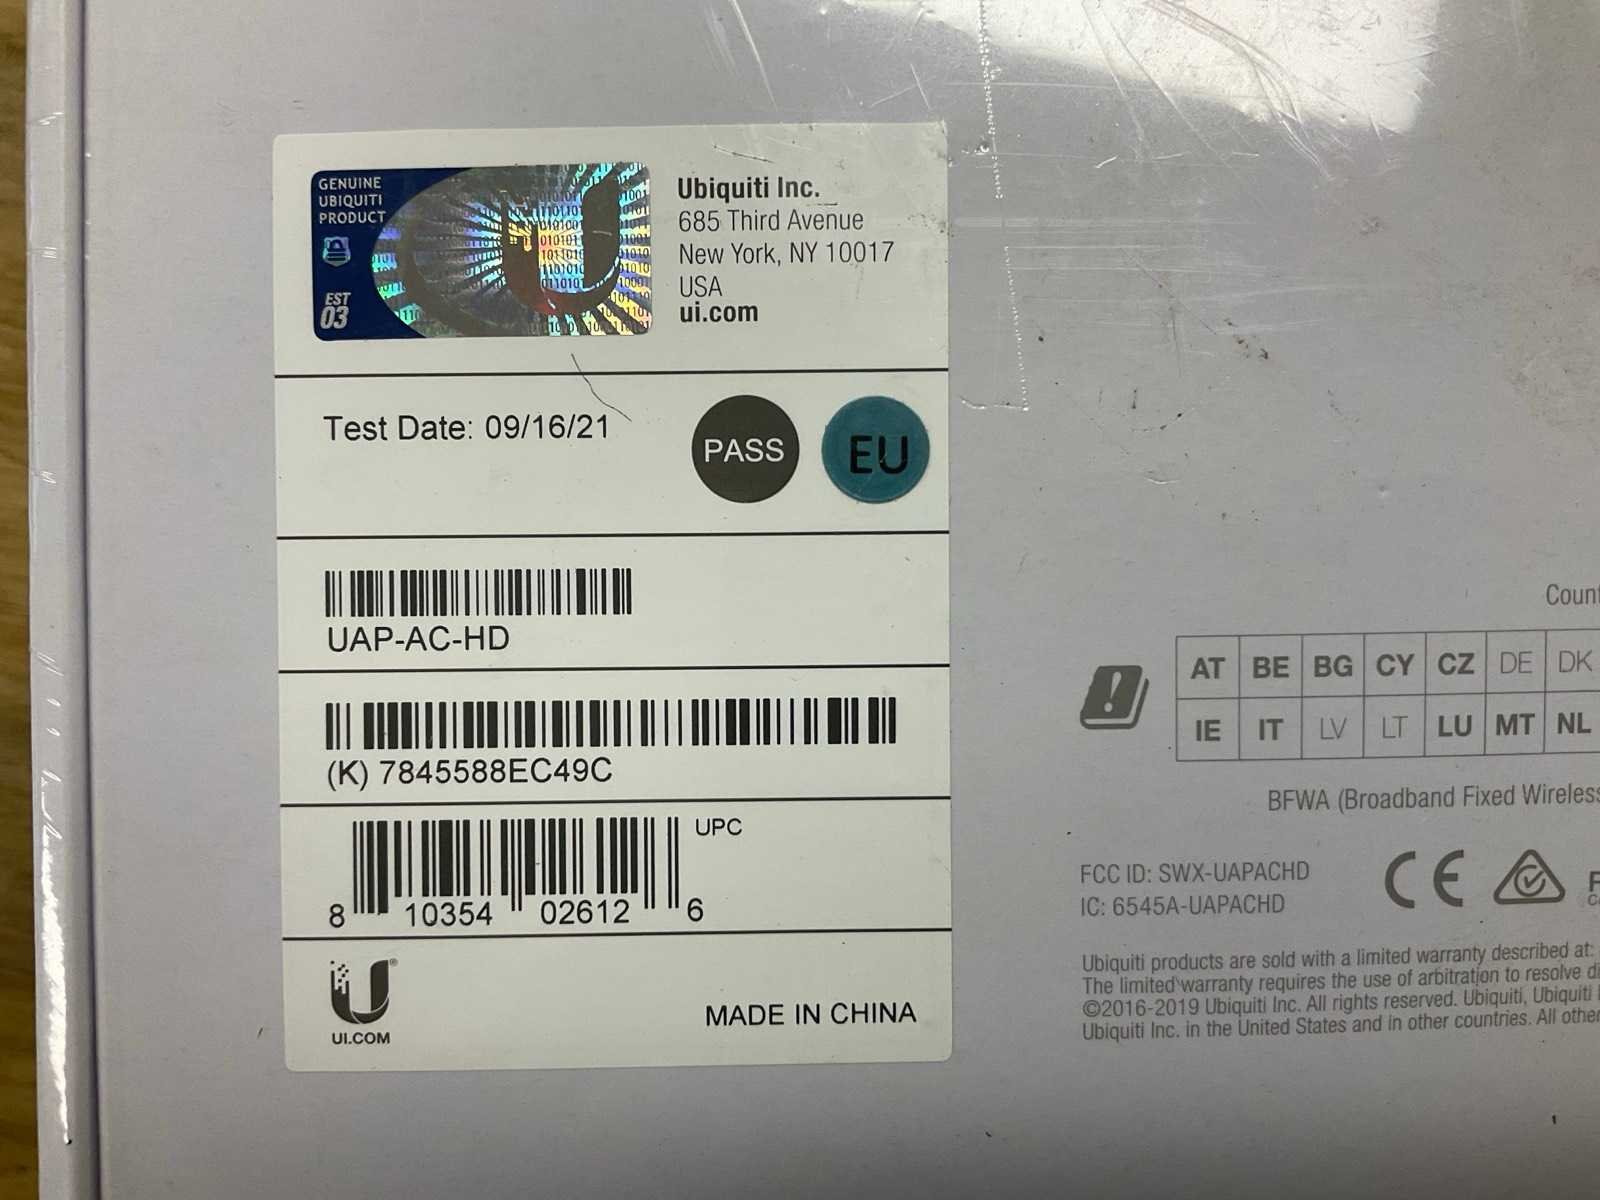 GENUINE
UBIQUITI
PRODUCT
EST
03
Ubiquiti Inc.
685 Third Avenue
New York, NY 10017
USA
ui.com
Test Date: 09/16/21
PASS
EU
UAP-AC-HD
(K) 7845588EC49C
UPC
8 10354 02612 6
UI.COM
MADE IN CHINA
AT BE BG CY CZ DE DK
IE IT LV LT LU MT NL
BFWA (Broadband Fixed Wireless
FCC ID: SWX-UAPACHD
IC: 6545A-UAPACHD
CE
Ubiquiti products are sold with a limited warranty described at:
The limited warranty requires the use of arbitration to resolve
©2016-2019 Ubiquiti Inc. All rights reserved. Ubiquiti, Ubiquiti
Ubiquiti Inc. in the United States and in other countries. All other